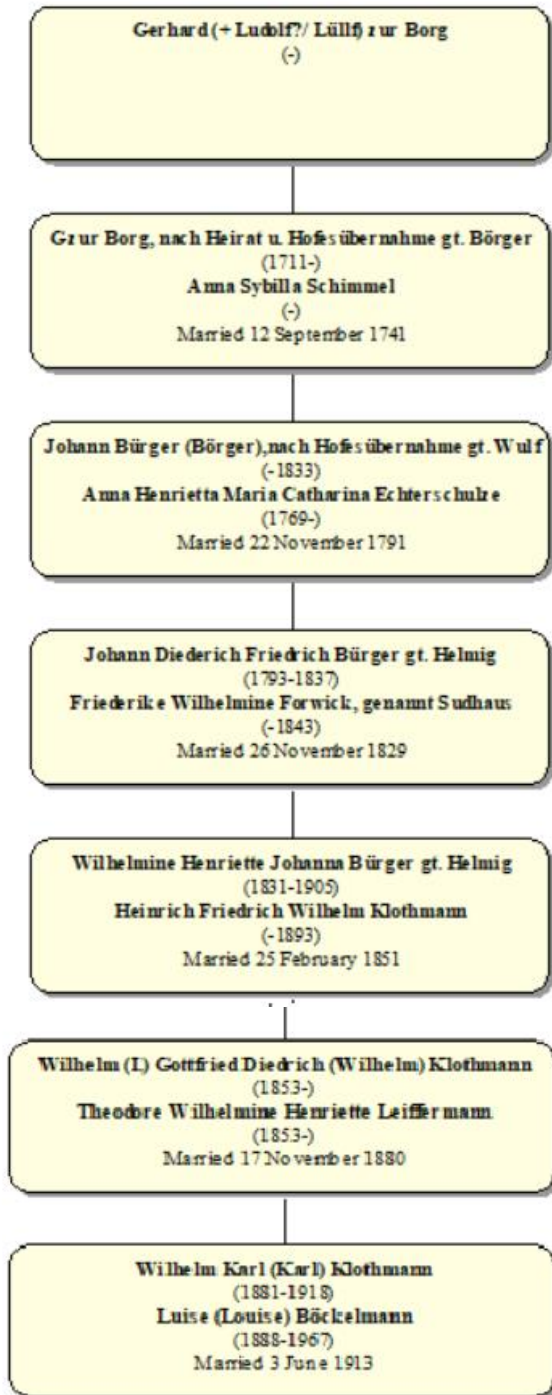 Gerhard (+ Ludolf?/ Lüllf) zur Borg
(-)
G zur Borg, nach Heirat u. Hofesübernahme gt. Börger
(1711-)
Anna Sybilla Schimmel
(-)
Married 12 September 1741
Johann Bürger (Börger),nach Hofesübernahme gt. Wulf
(-1833)
Anna Henrietta Maria Catharina Echterschulze
(1769-)
Married 22 November 1791
Johann Diederich Friedrich Bürger gt. Helmig
(1793-1837)
Friederike Wilhelmine Forwick, genannt Sudhaus
(-1843)
Married 26 November 1829
Wilhelmine Henriette Johanna Bürger gt. Helmig
(1831-1905)
Heinrich Friedrich Wilhelm Klothmann
(-1893)
Married 25 February 1851
Wilhelm (I.) Gottfried Diedrich (Wilhelm) Klothmann
(1853-)
Theodore Wilhelmine Henriette Leiffermann
(1853-)
Married 17 November 1880
Wilhelm Karl (Karl) Klothmann
(1881-1918)
Luise (Louise) Böckelmann
(1888-1967)
Married 3 June 1913